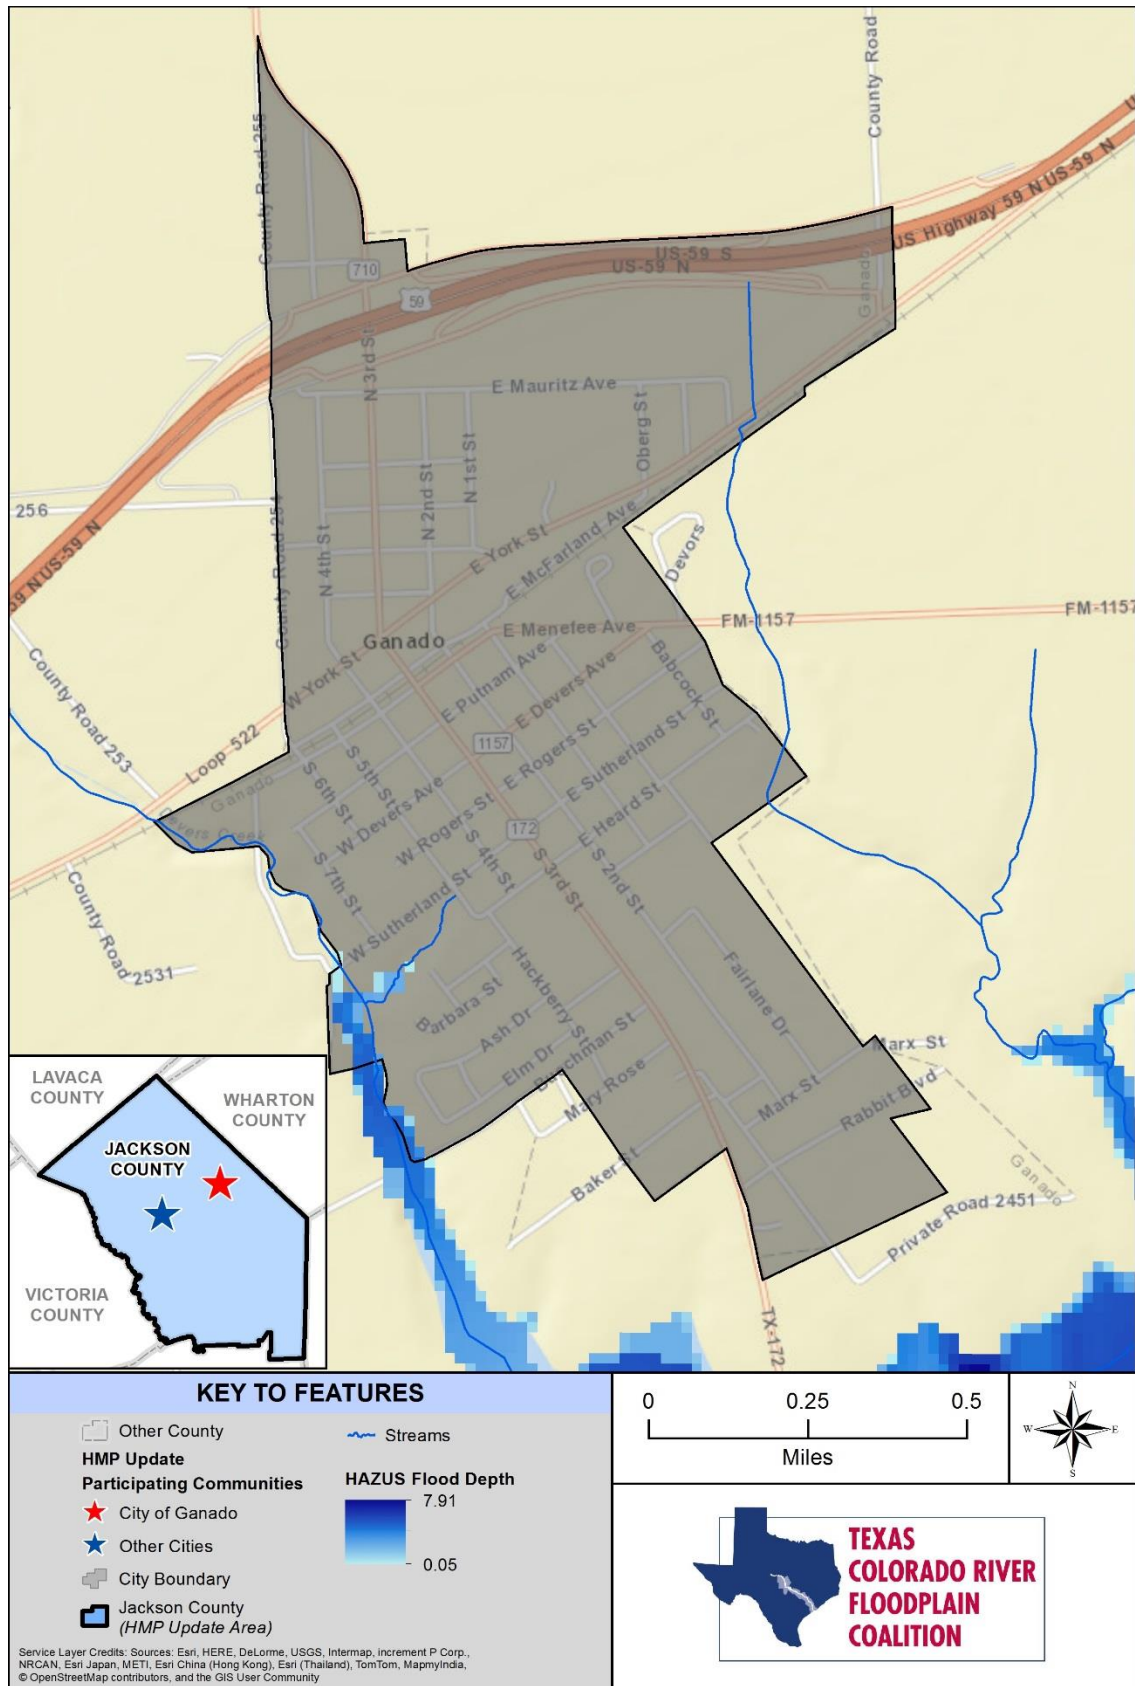 County Road
County Road 255
US Highway 59 N US-59 N
US-59 S
US-59 N
710
59
Ganado
N 3rd St
E Mauritz Ave
Oberg St
N 1st St
N 2nd St
256
N 4th St
County Road 254
59 N US-59 N
E York St
E McFarland Ave
Devors
FM-1157
FM-1157
E Menefee Ave
Ganado
W York St
E Putnam Ave
E Devers Ave
Babcock St
County Road 253
Loop 522
Ganado
1157
E Rogers St
E Sutherland St
S 5th St
S 6th St
W Devers Ave
Devers Creek
E Heard St
172
W Rogers St
S 4th St
S 3rd St
E S 2nd St
S 7th St
W Sutherland St
County Road 2531
Hackberry St
Fairlane Dr
Barbara St
Ash Dr
Elm Dr
Buschman St
Mary Rose
Marx St
Marx St
Rabbit Blvd
Baker St
Ganado
Private Road 2451
TX-172
LAVACA
COUNTY
WHARTON
COUNTY
JACKSON
COUNTY
VICTORIA
COUNTY
KEY TO FEATURES
Other County
HMP Update
Participating Communities
City of Ganado
Other Cities
City Boundary
Jackson County
(HMP Update Area)
Streams
HAZUS Flood Depth
7.91
0.05
Service Layer Credits: Sources: Esri, HERE, DeLorme, USGS, Intermap, increment P Corp.,
NRCAN, Esri Japan, METI, Esri China (Hong Kong), Esri (Thailand), TomTom, MapmyIndia,
© OpenStreetMap contributors, and the GIS User Community
0 0.25 0.5
Miles
N
W E
S
TEXAS
COLORADO RIVER
FLOODPLAIN
COALITION